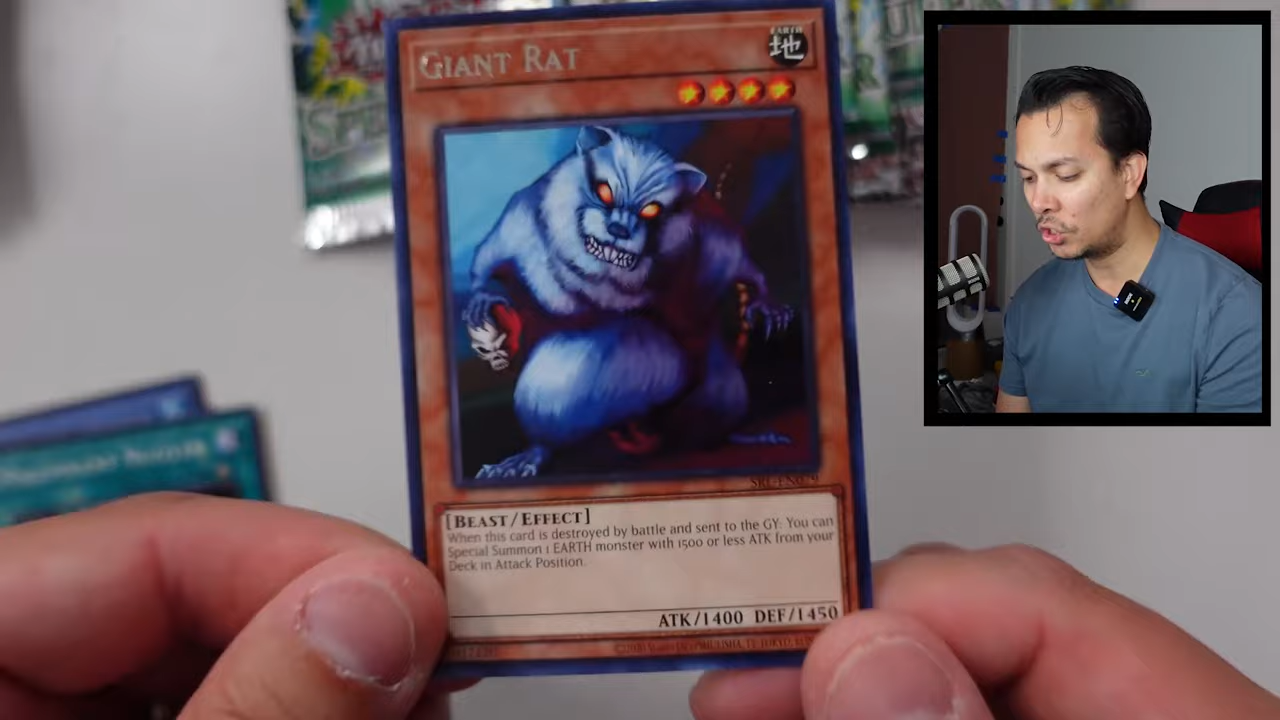 GIANT RAT
EARTH
地
[BEAST/EFFECT]
When this card is destroyed by battle and sent to the GY: You can
Special Summon 1 EARTH monster with 1500 or less ATK from your
Deck in Attack Position.
ATK/1400 DEF/1450